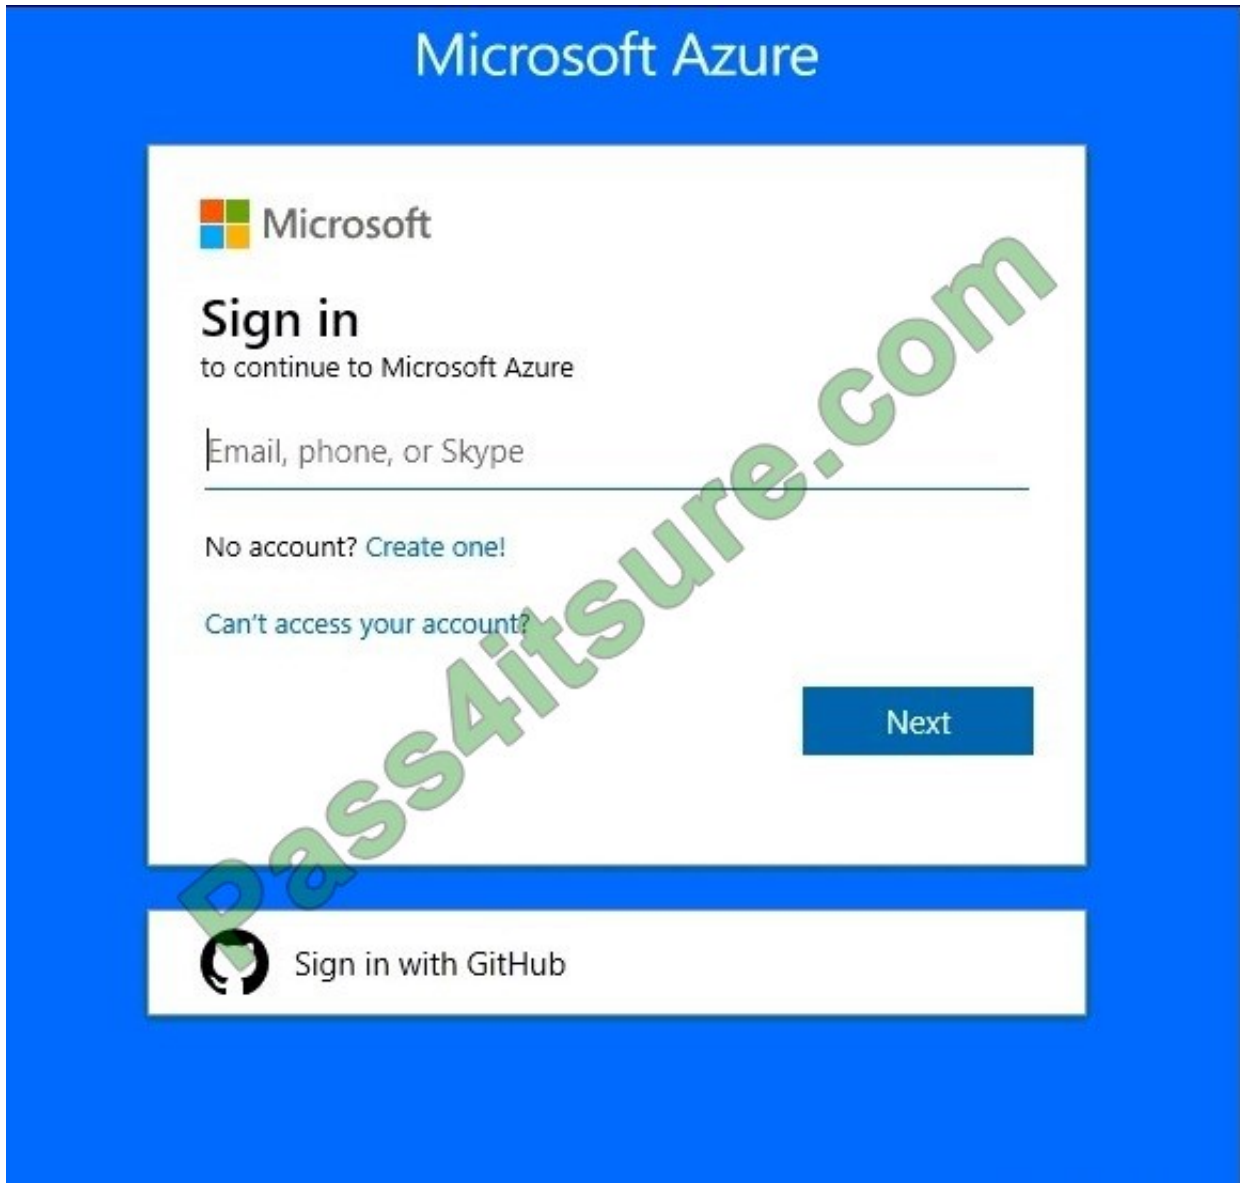 Microsoft Azure
Microsoft
Sign in
to continue to Microsoft Azure
Email, phone, or Skype
No account? Create one!
Can't access your account?
Next
Sign in with GitHub
Pass4itsure.com